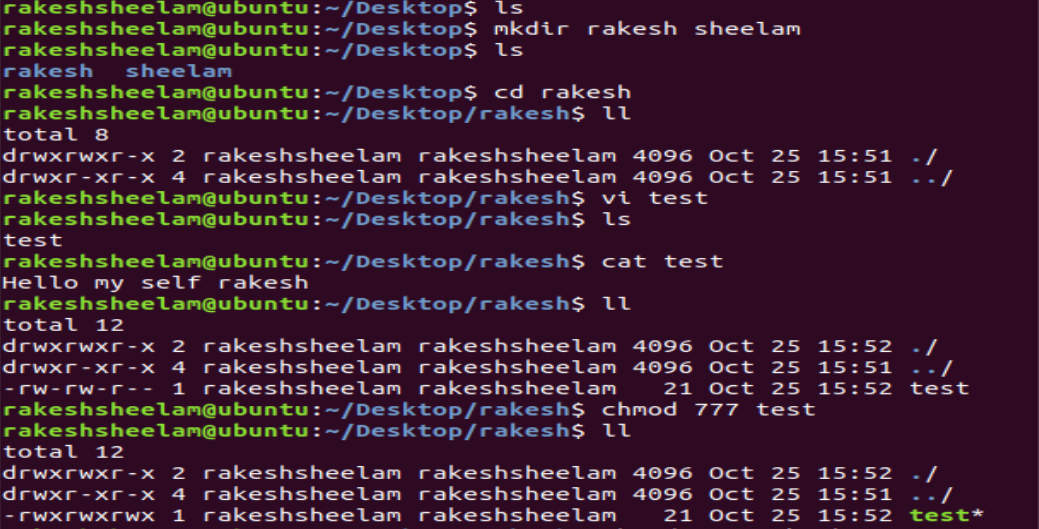 rakeshsheelam@ubuntu:~/Desktop$ ls
rakeshsheelam@ubuntu:~/Desktop$ mkdir rakesh sheelam
rakeshsheelam@ubuntu:~/Desktop$ ls
rakesh  sheelam
rakeshsheelam@ubuntu:~/Desktop$ cd rakesh
rakeshsheelam@ubuntu:~/Desktop/rakesh$ ll
total 8
drwxrwxr-x 2 rakeshsheelam rakeshsheelam 4096 Oct 25 15:51 ./
drwxr-xr-x 4 rakeshsheelam rakeshsheelam 4096 Oct 25 15:51 ../
rakeshsheelam@ubuntu:~/Desktop/rakesh$ vi test
rakeshsheelam@ubuntu:~/Desktop/rakesh$ ls
test
rakeshsheelam@ubuntu:~/Desktop/rakesh$ cat test
Hello my self rakesh
rakeshsheelam@ubuntu:~/Desktop/rakesh$ ll
total 12
drwxrwxr-x 2 rakeshsheelam rakeshsheelam 4096 Oct 25 15:52 ./
drwxr-xr-x 4 rakeshsheelam rakeshsheelam 4096 Oct 25 15:51 ../
-rw-rw-r-- 1 rakeshsheelam rakeshsheelam   21 Oct 25 15:52 test
rakeshsheelam@ubuntu:~/Desktop/rakesh$ chmod 777 test
rakeshsheelam@ubuntu:~/Desktop/rakesh$ ll
total 12
drwxrwxr-x 2 rakeshsheelam rakeshsheelam 4096 Oct 25 15:52 ./
drwxr-xr-x 4 rakeshsheelam rakeshsheelam 4096 Oct 25 15:51 ../
-rwxrwxrwx 1 rakeshsheelam rakeshsheelam   21 Oct 25 15:52 test*